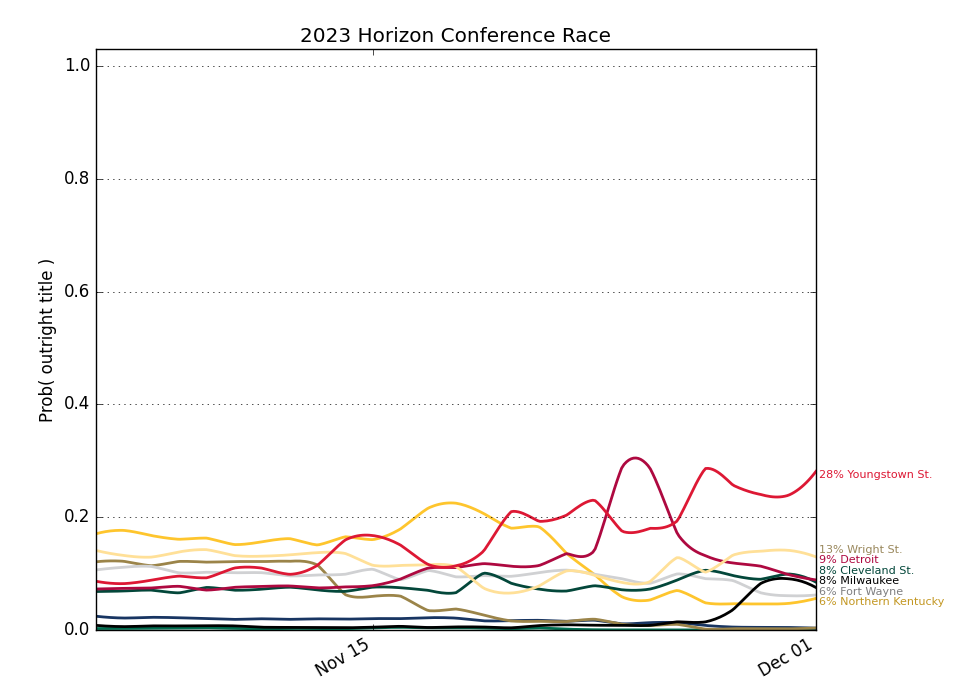 2023 Horizon Conference Race
Prob( outright title )
1.0
0.8
0.6
0.4
0.2
0.0
Nov 15
Dec 01
28% Youngstown St.
13% Wright St.
9% Detroit
8% Cleveland St.
8% Milwaukee
6% Fort Wayne
6% Northern Kentucky